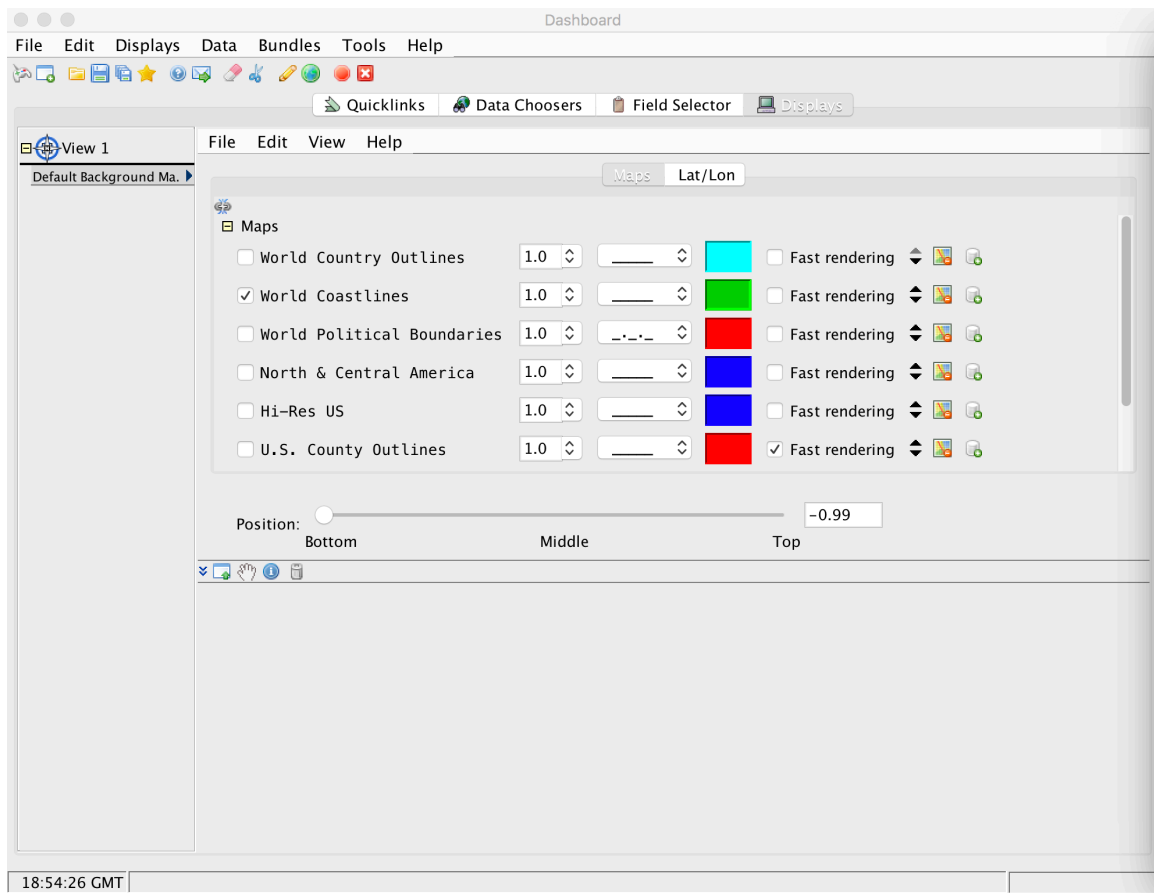 Dashboard
File Edit Displays Data Bundles Tools Help
Quicklinks Data Choosers Field Selector Displays
View 1
Default Background Ma.
File Edit View Help
Maps Lat/Lon
Maps
World Country Outlines 1.0 Fast rendering
World Coastlines 1.0 Fast rendering
World Political Boundaries 1.0 Fast rendering
North & Central America 1.0 Fast rendering
Hi-Res US 1.0 Fast rendering
U.S. County Outlines 1.0 Fast rendering
Position: -0.99
Bottom Middle Top
18:54:26 GMT